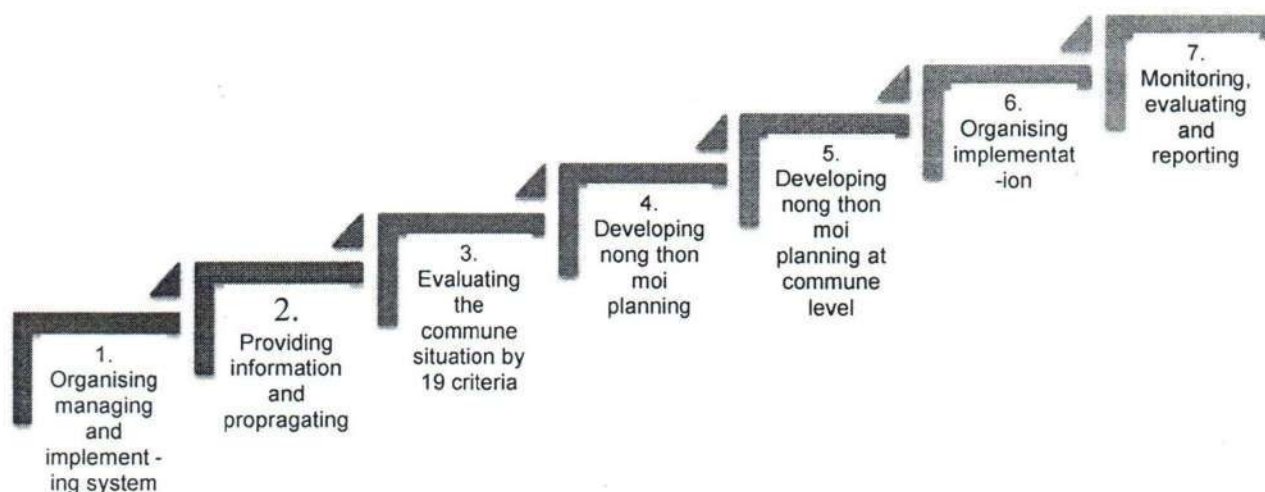 1.
Organising
managing
and
implement -
ing system
2.
Providing
information
and
propragating
3.
Evaluating
the
commune
situation by
19 criteria
4.
Developing
nong thon
moi
planning
5.
Developing
nong thon
moi
planning at
commune
level
6.
Organising
implementat
-ion
7.
Monitoring,
evaluating
and
reporting